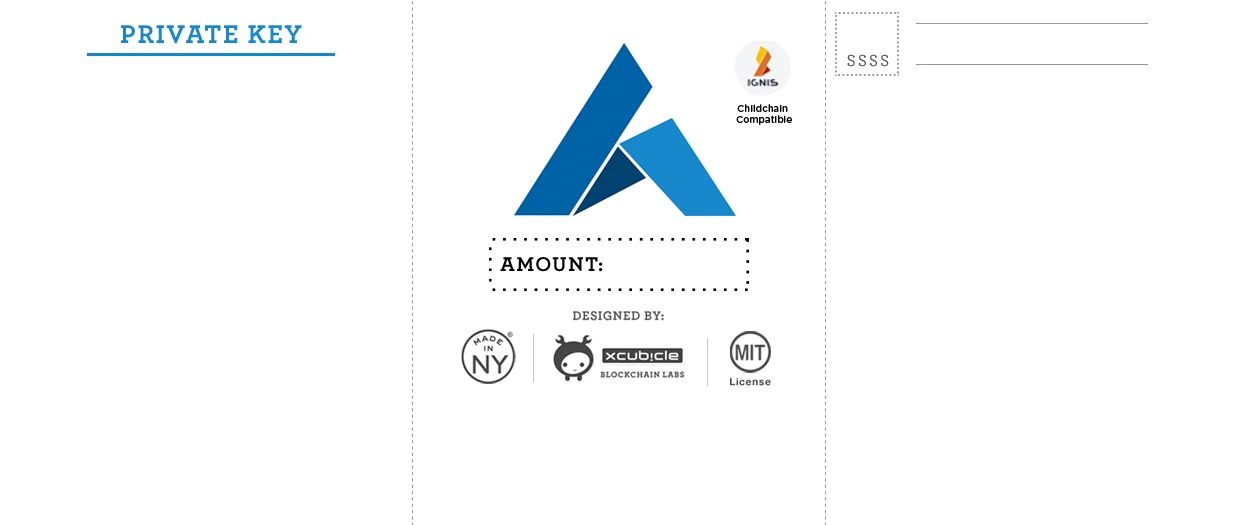 PRIVATE KEY
IGNIS
Childchain
Compatible
AMOUNT:
DESIGNED BY:
MADE
IN
NY®
xcub!cle
BLOCKCHAIN LABS
MIT
License
SSSS